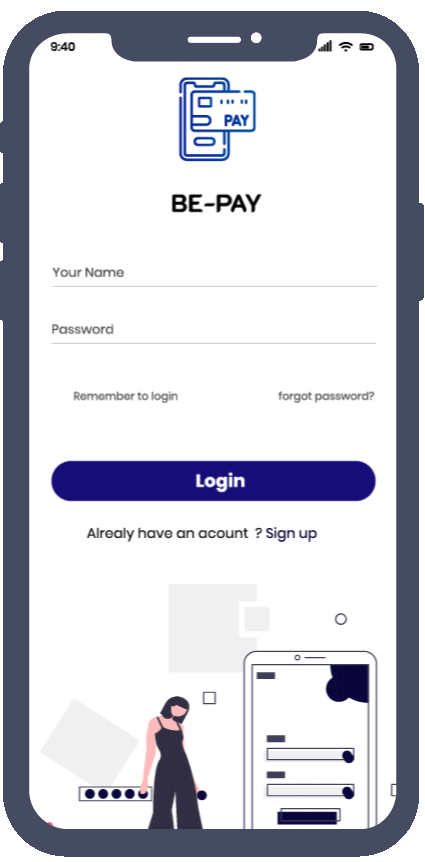 9:40
PAY
BE-PAY
Your Name
Password
Remember to login forgot password?
Login
Alrealy have an acount ? Sign up